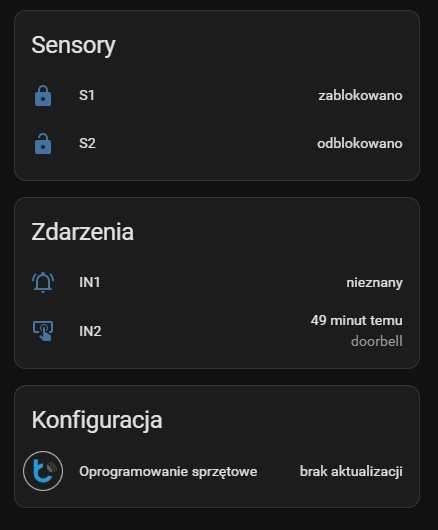 Sensory
S1 zablokowano
S2 odblokowano
Zdarzenia
IN1 nieznany
IN2 49 minut temu
doorbell
Konfiguracja
Oprogramowanie sprzętowe brak aktualizacji